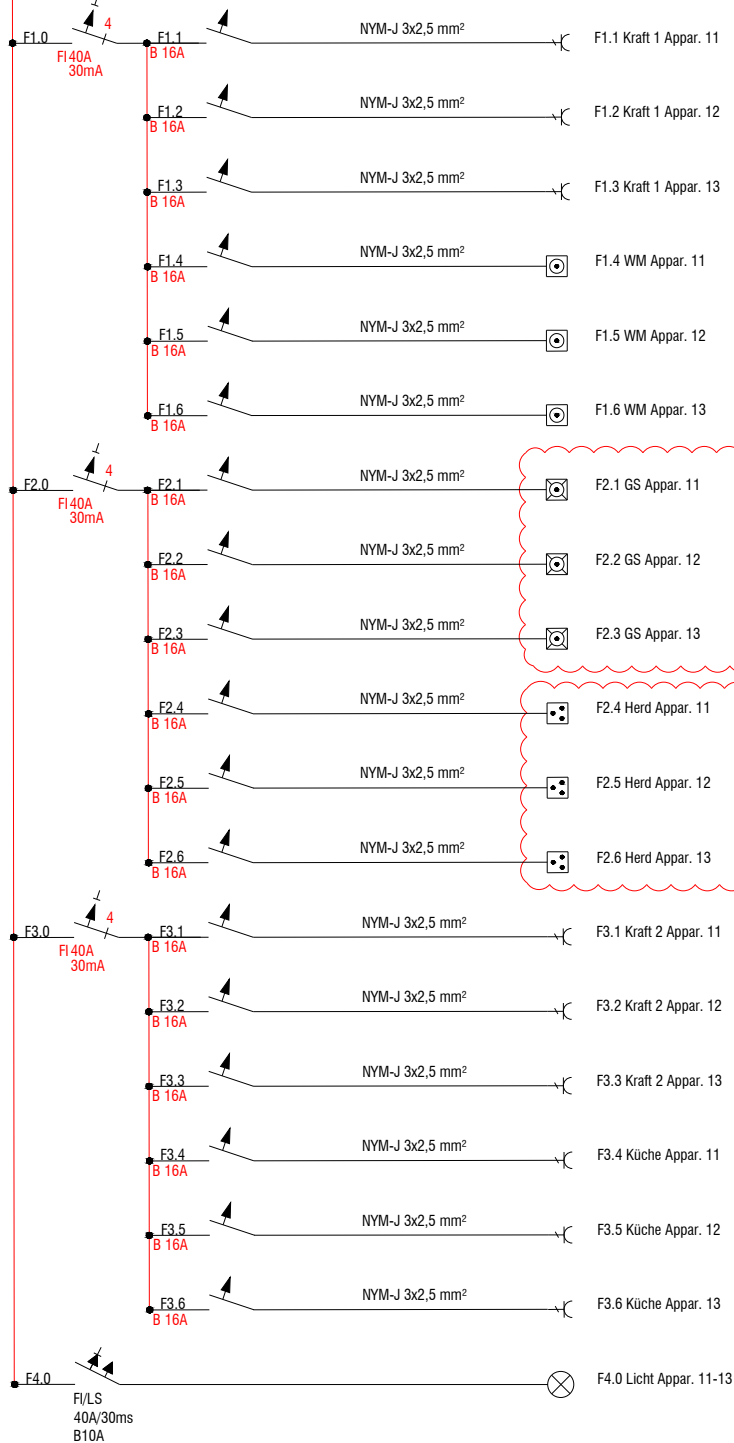 F1.0 4 F1.1 NYM-J 3x2,5 mm² F1.1 Kraft 1 Appar. 11
FI40A B 16A
30mA
F1.2 NYM-J 3x2,5 mm² F1.2 Kraft 1 Appar. 12
B 16A
F1.3 NYM-J 3x2,5 mm² F1.3 Kraft 1 Appar. 13
B 16A
F1.4 NYM-J 3x2,5 mm² F1.4 WM Appar. 11
B 16A
F1.5 NYM-J 3x2,5 mm² F1.5 WM Appar. 12
B 16A
F1.6 NYM-J 3x2,5 mm² F1.6 WM Appar. 13
B 16A
F2.0 4 F2.1 NYM-J 3x2,5 mm² F2.1 GS Appar. 11
FI40A B 16A
30mA
F2.2 NYM-J 3x2,5 mm² F2.2 GS Appar. 12
B 16A
F2.3 NYM-J 3x2,5 mm² F2.3 GS Appar. 13
B 16A
F2.4 NYM-J 3x2,5 mm² F2.4 Herd Appar. 11
B 16A
F2.5 NYM-J 3x2,5 mm² F2.5 Herd Appar. 12
B 16A
F2.6 NYM-J 3x2,5 mm² F2.6 Herd Appar. 13
B 16A
F3.0 4 F3.1 NYM-J 3x2,5 mm² F3.1 Kraft 2 Appar. 11
FI40A B 16A
30mA
F3.2 NYM-J 3x2,5 mm² F3.2 Kraft 2 Appar. 12
B 16A
F3.3 NYM-J 3x2,5 mm² F3.3 Kraft 2 Appar. 13
B 16A
F3.4 NYM-J 3x2,5 mm² F3.4 Küche Appar. 11
B 16A
F3.5 NYM-J 3x2,5 mm² F3.5 Küche Appar. 12
B 16A
F3.6 NYM-J 3x2,5 mm² F3.6 Küche Appar. 13
B 16A
F4.0 F4.0 Licht Appar. 11-13
FI/LS
40A/30ms
B10A